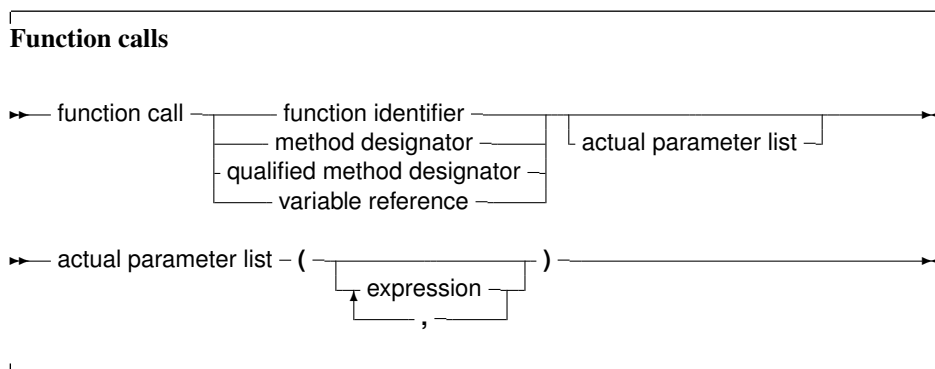 Function calls
function call function identifier
method designator actual parameter list
qualified method designator
variable reference
actual parameter list ( )
expression
,